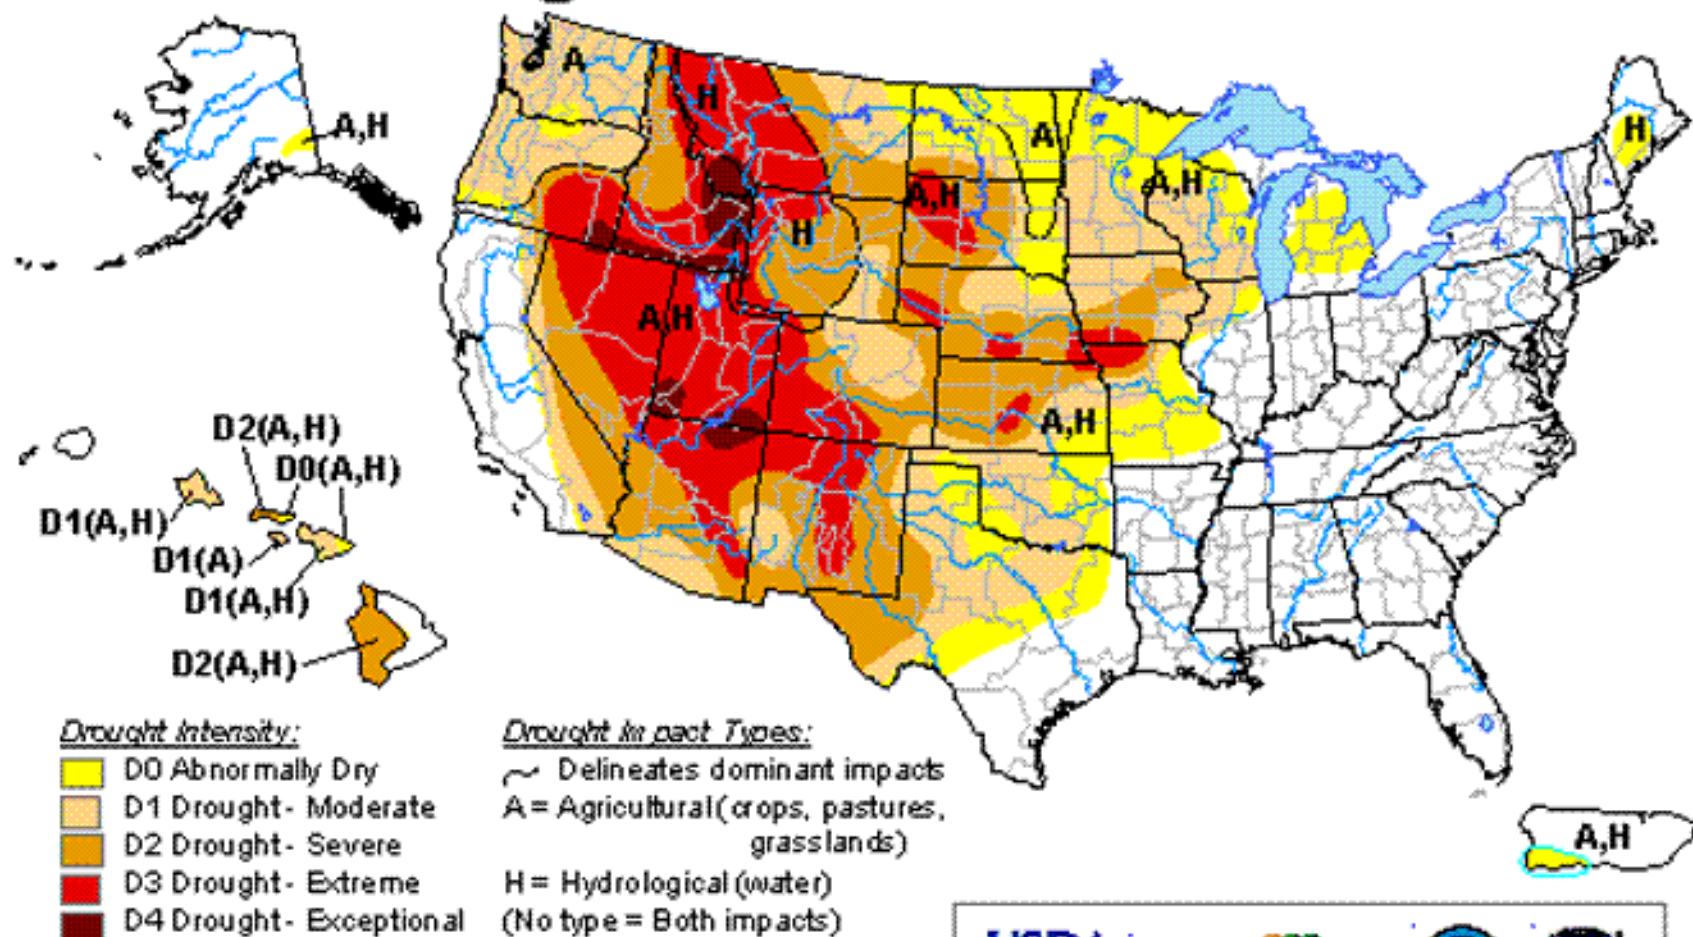 A
H
A,H
A
H
A,H
A,H
H
A,H
A,H
D2(A,H)
D0(A,H)
D1(A,H)
D1(A)
D1(A,H)
D2(A,H)
Drought Intensity:
D0 Abnormally Dry
D1 Drought- Moderate
D2 Drought- Severe
D3 Drought- Extreme
D4 Drought- Exceptional
Drought Impact Types:
Delineates dominant impacts
A = Agricultural (crops, pastures,
grasslands)
H = Hydrological (water)
(No type = Both impacts)
A,H